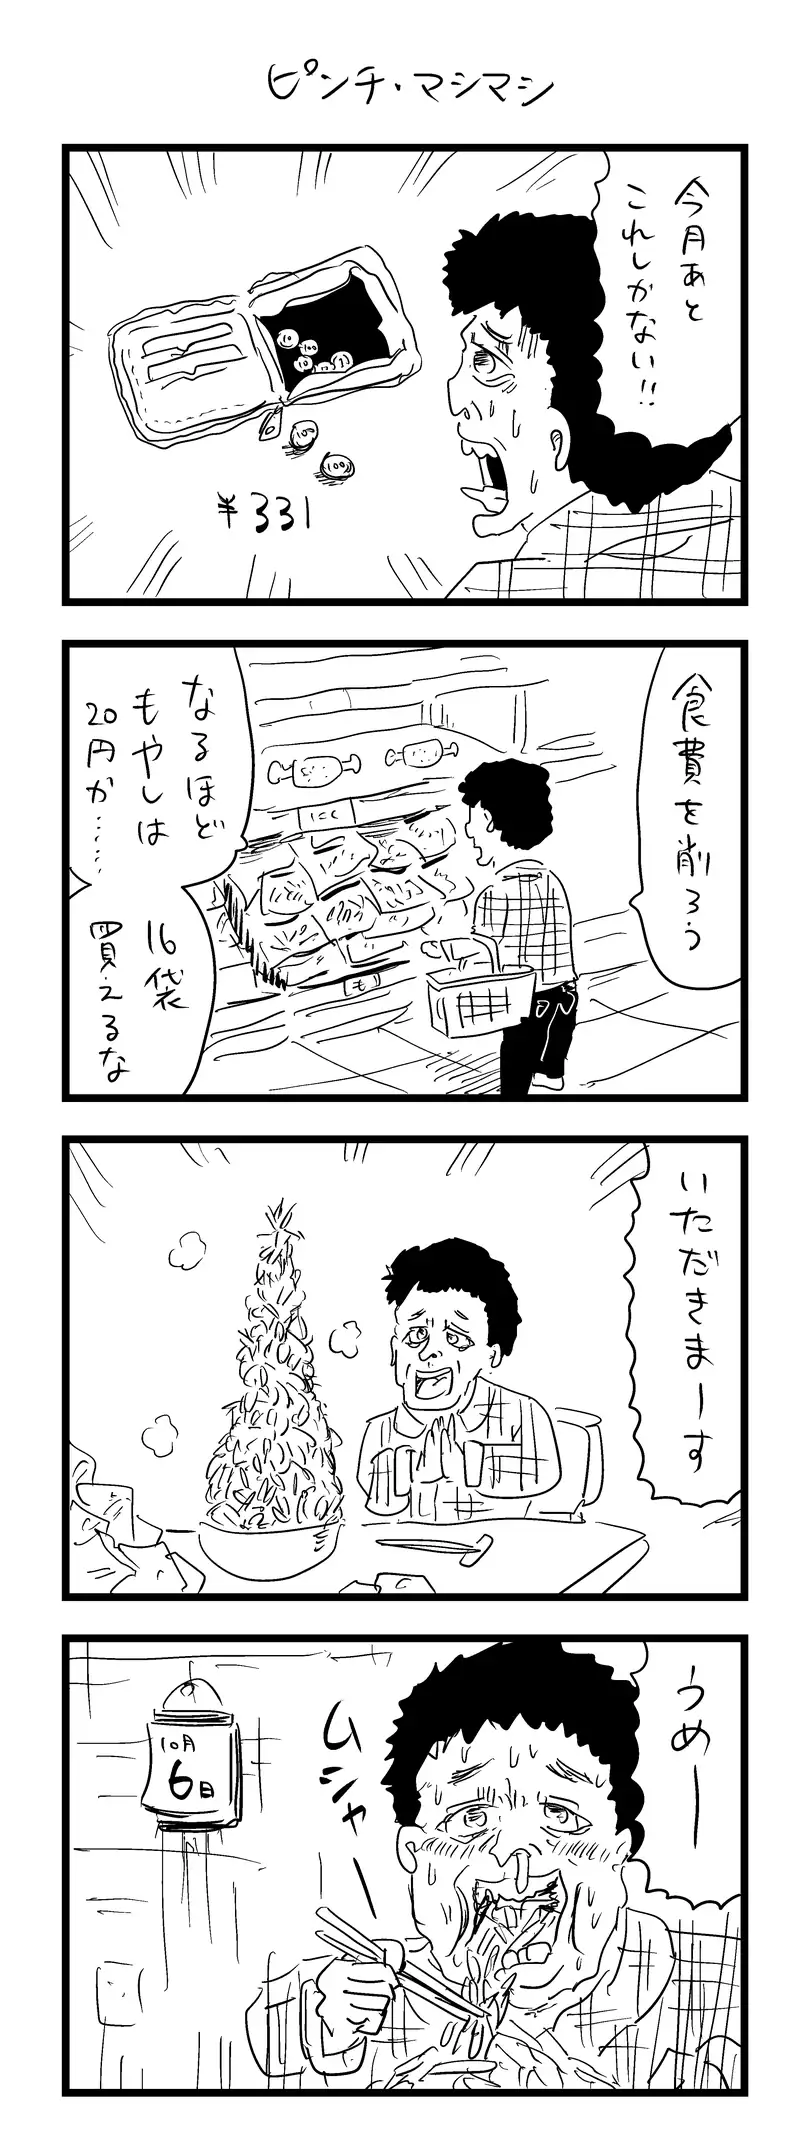 ピンチ・マシマシ
今月あと
これしかない!!
10
100
100
¥331
食費を削ろう
なるほど
もやしは
20円か……
16袋
買えるな
いただきまーす
うめー
ムシャー
10月
6日